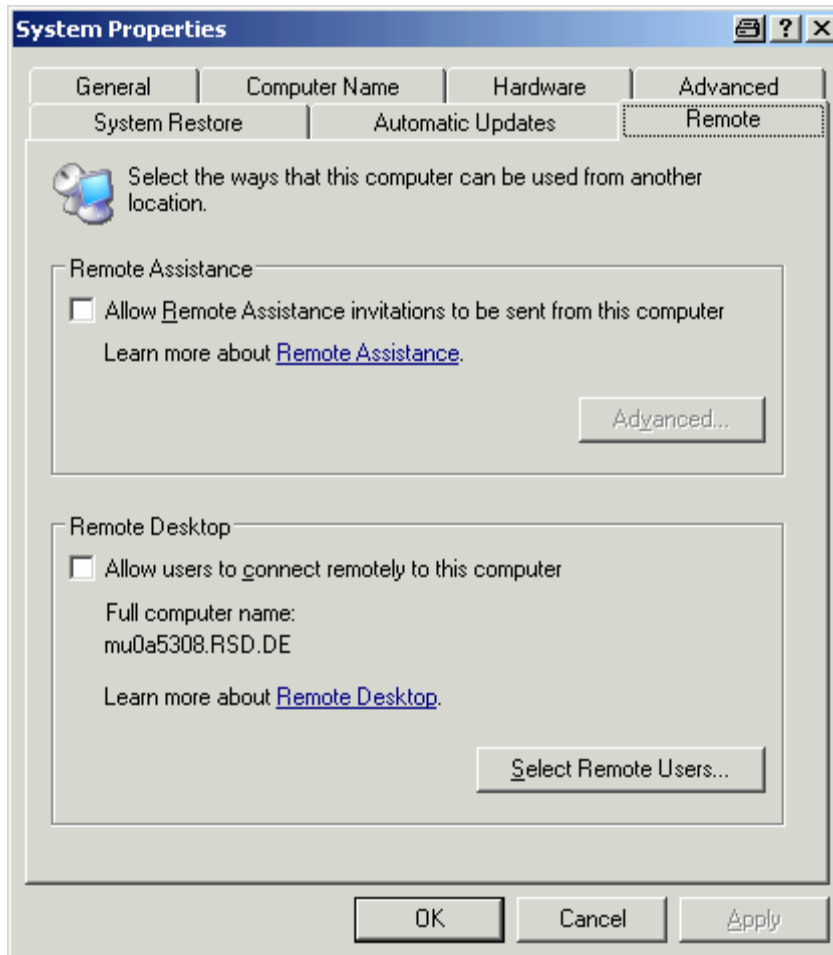 System Properties
General
Computer Name
Hardware
Advanced
System Restore
Automatic Updates
Remote
Select the ways that this computer can be used from another
location.
Remote Assistance
Allow Remote Assistance invitations to be sent from this computer
Learn more about Remote Assistance.
Advanced...
Remote Desktop
Allow users to connect remotely to this computer
Full computer name:
mu0a5308.RSD.DE
Learn more about Remote Desktop.
Select Remote Users...
OK
Cancel
Apply